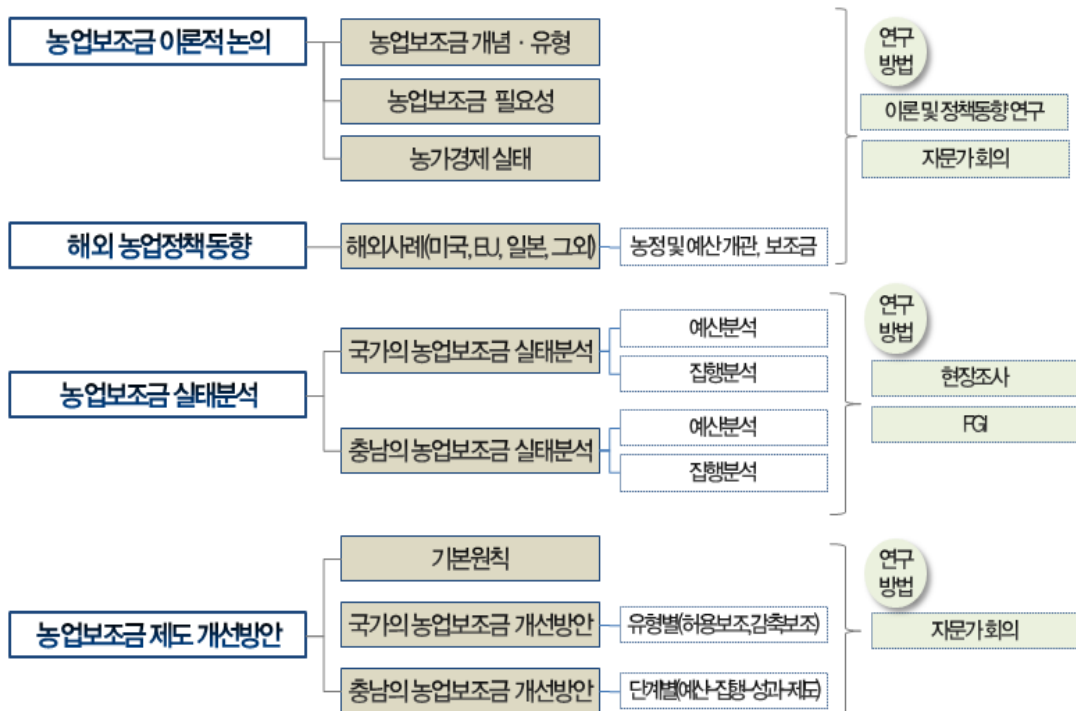 농업보조금 이론적 논의
농업보조금 개념 · 유형
농업보조금 필요성
농가경제 실태
연구
방법
이론 및 정책동향 연구
자문가 회의
해외 농업정책 동향
해외사례(미국, EU, 일본, 그외)
농정 및 예산 개관, 보조금
농업보조금 실태분석
국가의 농업보조금 실태분석
예산분석
집행분석
충남의 농업보조금 실태분석
예산분석
집행분석
연구
방법
현장조사
FGI
농업보조금 제도 개선방안
기본원칙
국가의 농업보조금 개선방안
유형별(허용보조,감축보조)
충남의 농업보조금 개선방안
단계별(예산-집행-성과-제도)
연구
방법
자문가 회의